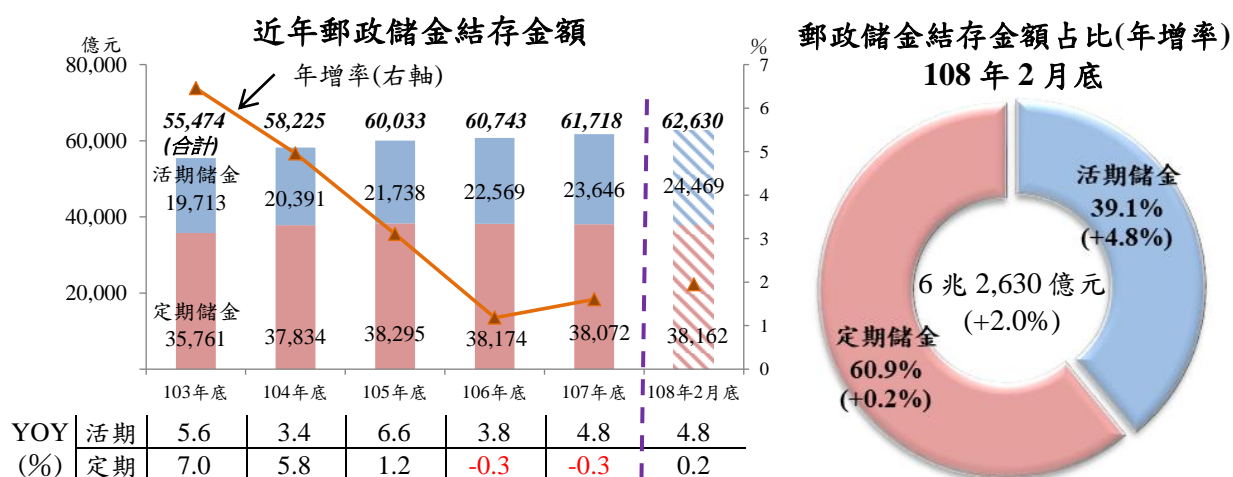 近年郵政儲金結存金額
億元
%
年增率(右軸)
80,000
60,000
40,000
20,000
7
6
5
4
3
2
1
0
55,474
(合計)
58,225
60,033
60,743
61,718
62,630
活期儲金
19,713
20,391
21,738
22,569
23,646
24,469
定期儲金
35,761
37,834
38,295
38,174
38,072
38,162
103年底
104年底
105年底
106年底
107年底
108年2月底
YOY 活期 5.6 3.4 6.6 3.8 4.8 4.8
(%) 定期 7.0 5.8 1.2 -0.3 -0.3 0.2
郵政儲金結存金額占比(年增率)
108 年 2 月底
活期儲金
39.1%
(+4.8%)
6 兆 2,630 億元
(+2.0%)
定期儲金
60.9%
(+0.2%)